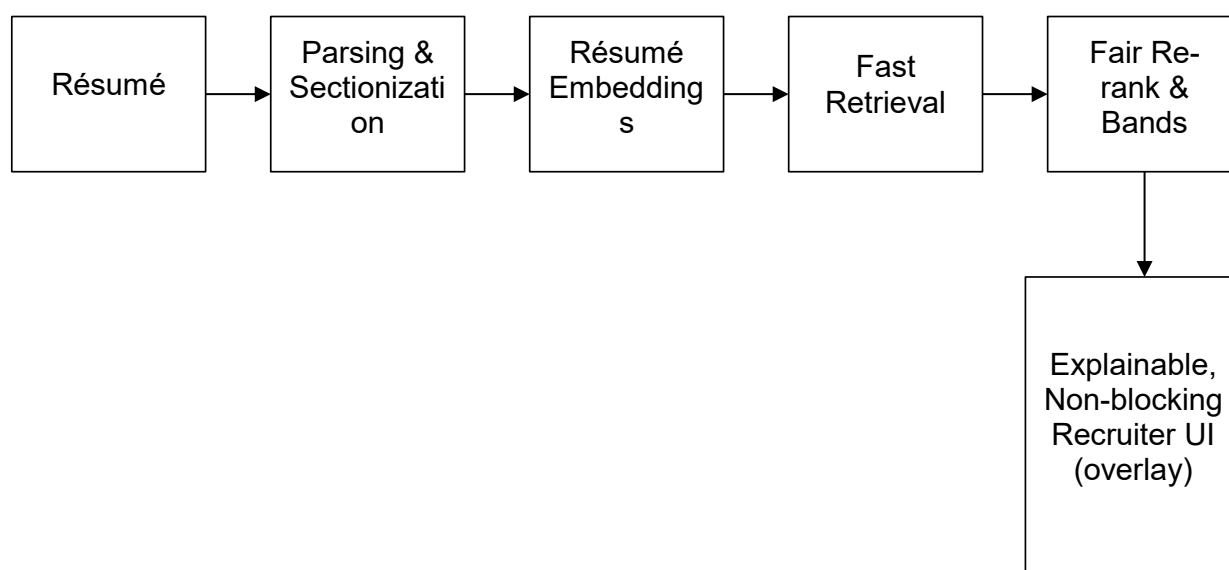 Résumé
Parsing &
Sectionizati
on
Résumé
Embedding
s
Fast
Retrieval
Fair Re-
rank &
Bands
Explainable,
Non-blocking
Recruiter UI
(overlay)